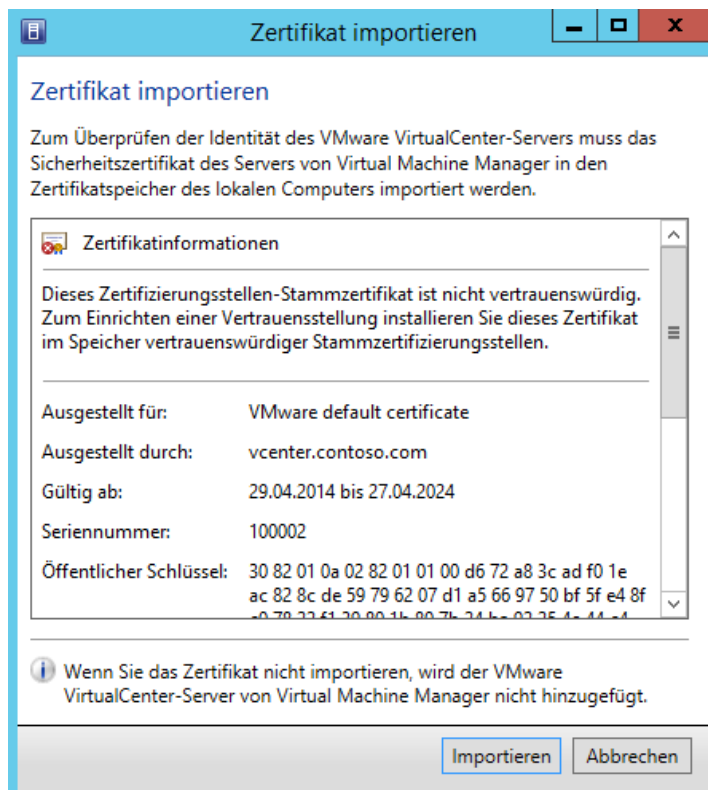 Zertifikat importieren
Zertifikat importieren
Zum Überprüfen der Identität des VMware VirtualCenter-Servers muss das
Sicherheitszertifikat des Servers von Virtual Machine Manager in den
Zertifikatspeicher des lokalen Computers importiert werden.
Zertifikatinformationen
Dieses Zertifizierungsstellen-Stammzertifikat ist nicht vertrauenswürdig.
Zum Einrichten einer Vertrauensstellung installieren Sie dieses Zertifikat
im Speicher vertrauenswürdiger Stammzertifizierungsstellen.
Ausgestellt für: VMware default certificate
Ausgestellt durch: vcenter.contoso.com
Gültig ab: 29.04.2014 bis 27.04.2024
Seriennummer: 100002
Öffentlicher Schlüssel: 30 82 01 0a 02 82 01 01 00 d6 72 a8 3c ad f0 1e
ac 82 8c de 59 79 62 07 d1 a5 66 97 50 bf 5f e4 8f
Wenn Sie das Zertifikat nicht importieren, wird der VMware
VirtualCenter-Server von Virtual Machine Manager nicht hinzugefügt.
Importieren Abbrechen